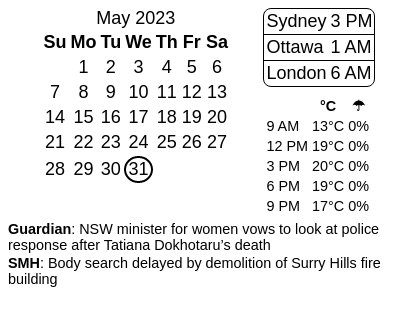 May 2023
Su Mo Tu We Th Fr Sa
1 2 3 4 5 6
7 8 9 10 11 12 13
14 15 16 17 18 19 20
21 22 23 24 25 26 27
28 29 30 31
Sydney 3 PM
Ottawa 1 AM
London 6 AM
°C ☂
9 AM 13°C 0%
12 PM 19°C 0%
3 PM 20°C 0%
6 PM 19°C 0%
9 PM 17°C 0%
Guardian: NSW minister for women vows to look at police
response after Tatiana Dokhotaru’s death
SMH: Body search delayed by demolition of Surry Hills fire
building